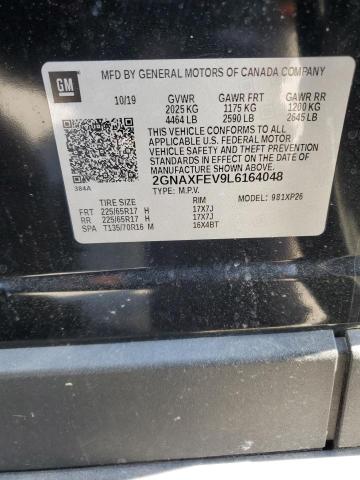 GM
MFD BY GENERAL MOTORS OF CANADA COMPANY
10/19 GVWR GAWR FRT GAWR RR
2025 KG 1175 KG 1200 KG
4464 LB 2590 LB 2645 LB
THIS VEHICLE CONFORMS TO ALL APPLICABLE
U.S. FEDERAL MOTOR
VEHICLE SAFETY AND THEFT PREVENTION
STANDARDS IN EFFECT ON THE DATE OF
MANUFACTURE SHOWN ABOVE.
384A
2GNAXFEV9L6164048
TYPE: M.P.V.
TIRE SIZE RIM MODEL: 981XP26
FRT 225/65R17 H 17X7J
RR 225/65R17 H 17X7J
SPA T135/70R16 M 16X4BT